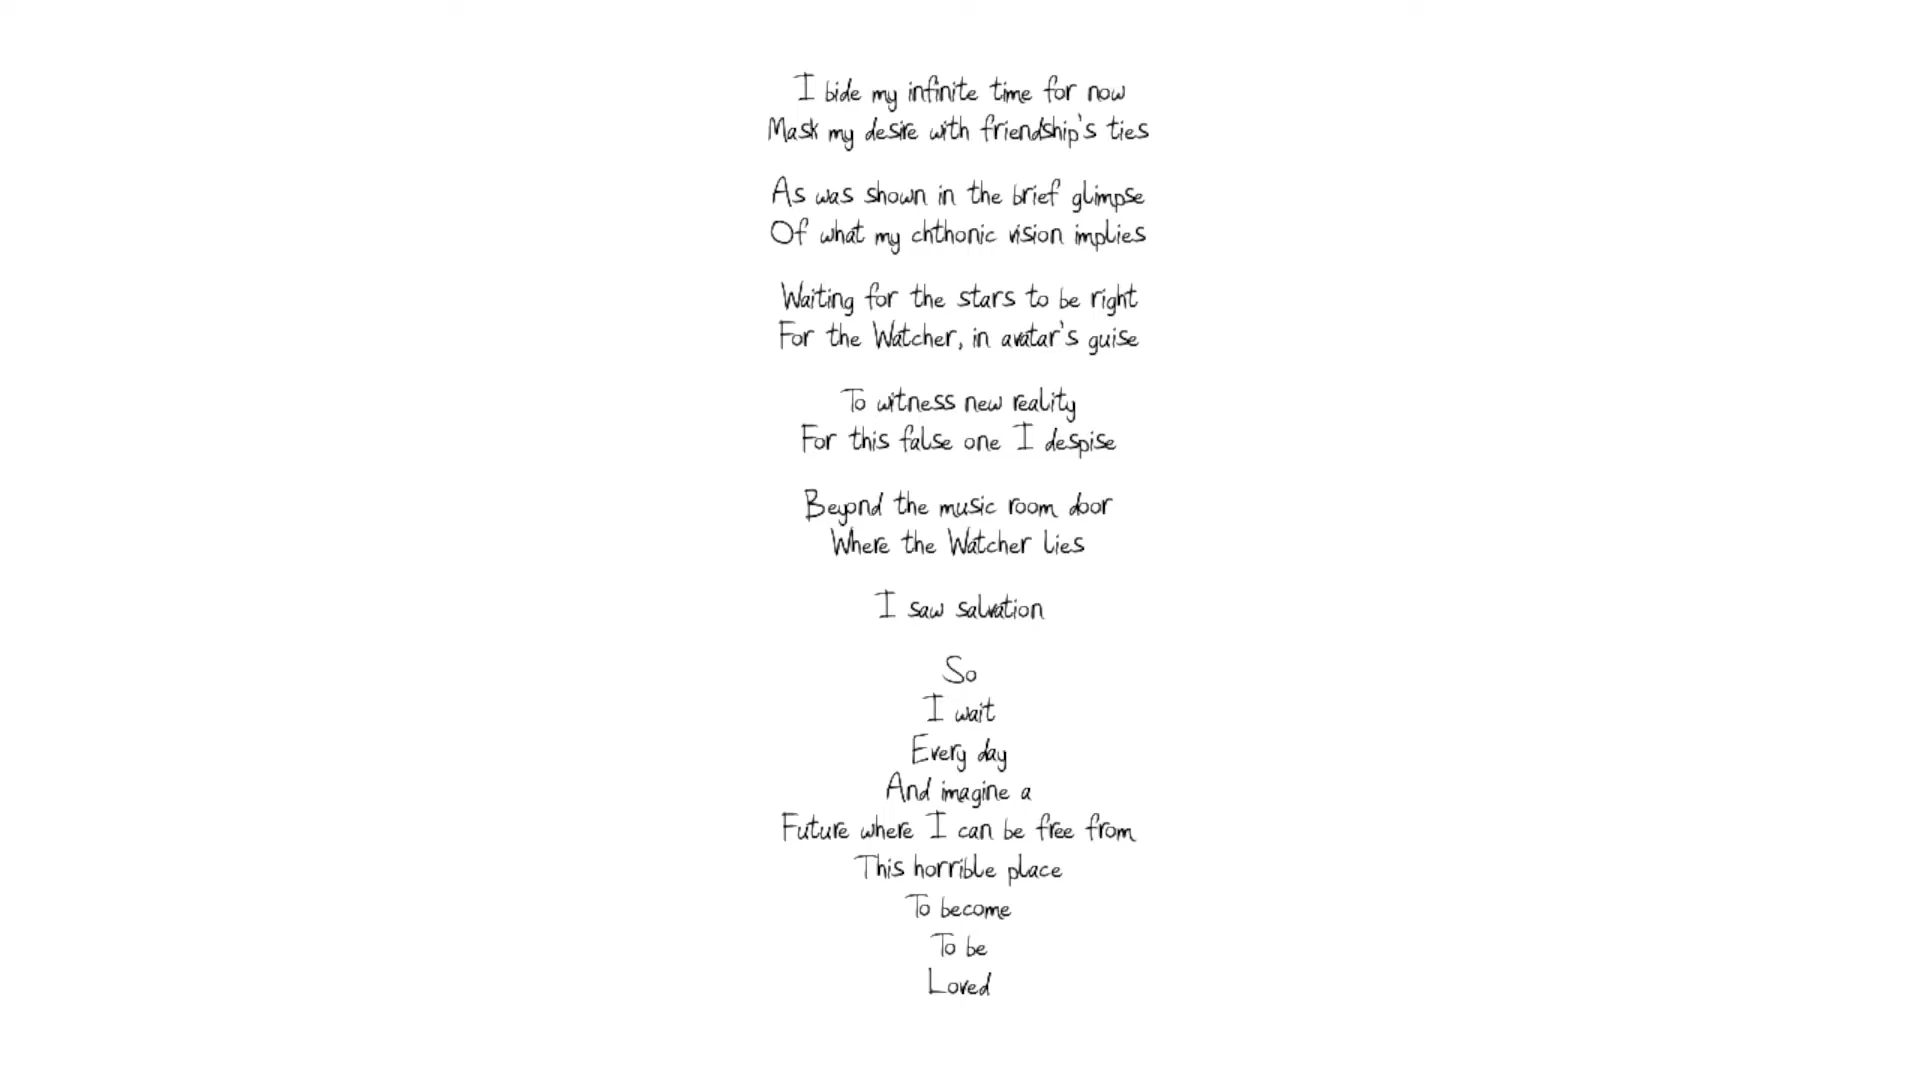 I bide my infinite time for now
Mask my desire with friendship's ties
As was shown in the brief glimpse
Of what my chthonic vision implies
Waiting for the stars to be right
For the Watcher, in avatar's guise
To witness new reality
For this false one I despise
Beyond the music room door
Where the Watcher lies
I saw salvation
So
I wait
Every day
And imagine a
Future where I can be free from
This horrible place
To become
To be
Loved